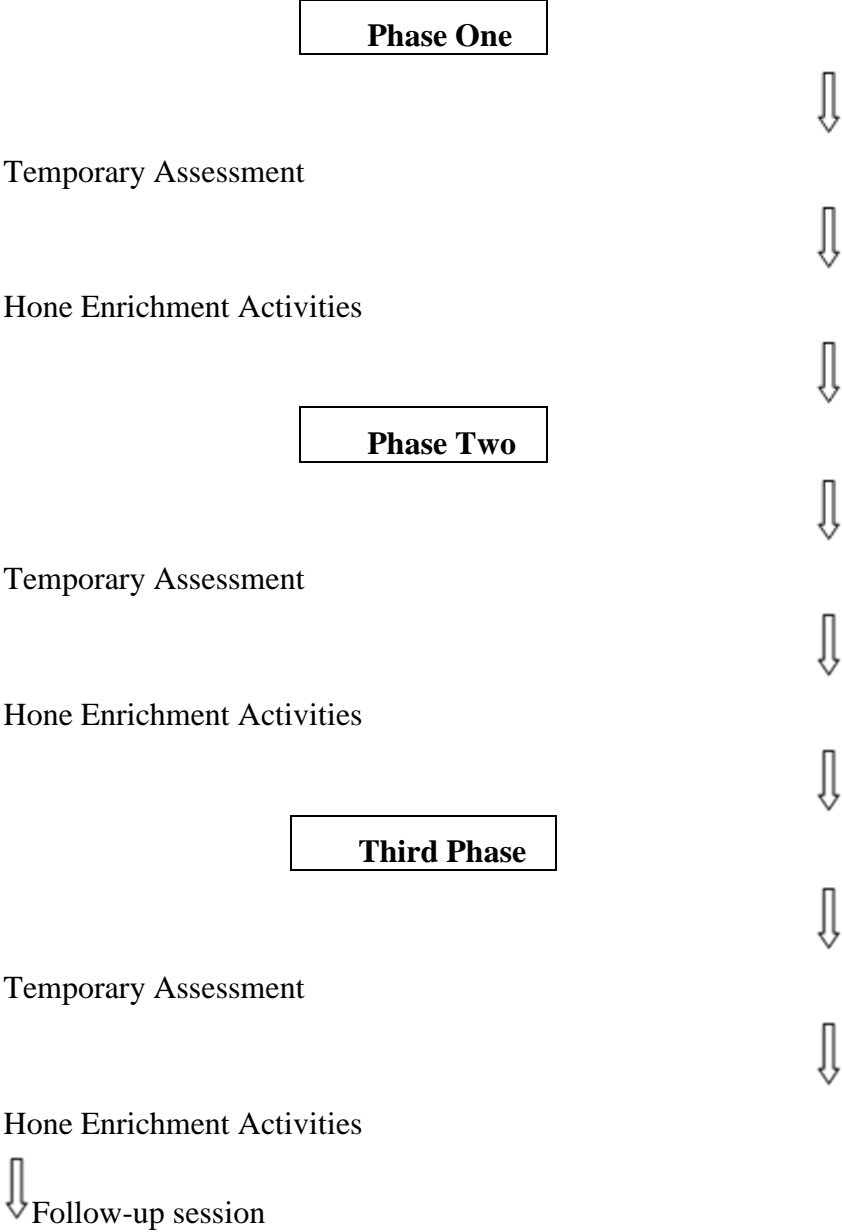 Phase One
Temporary Assessment
Hone Enrichment Activities
Phase Two
Temporary Assessment
Hone Enrichment Activities
Third Phase
Temporary Assessment
Hone Enrichment Activities
Follow-up session